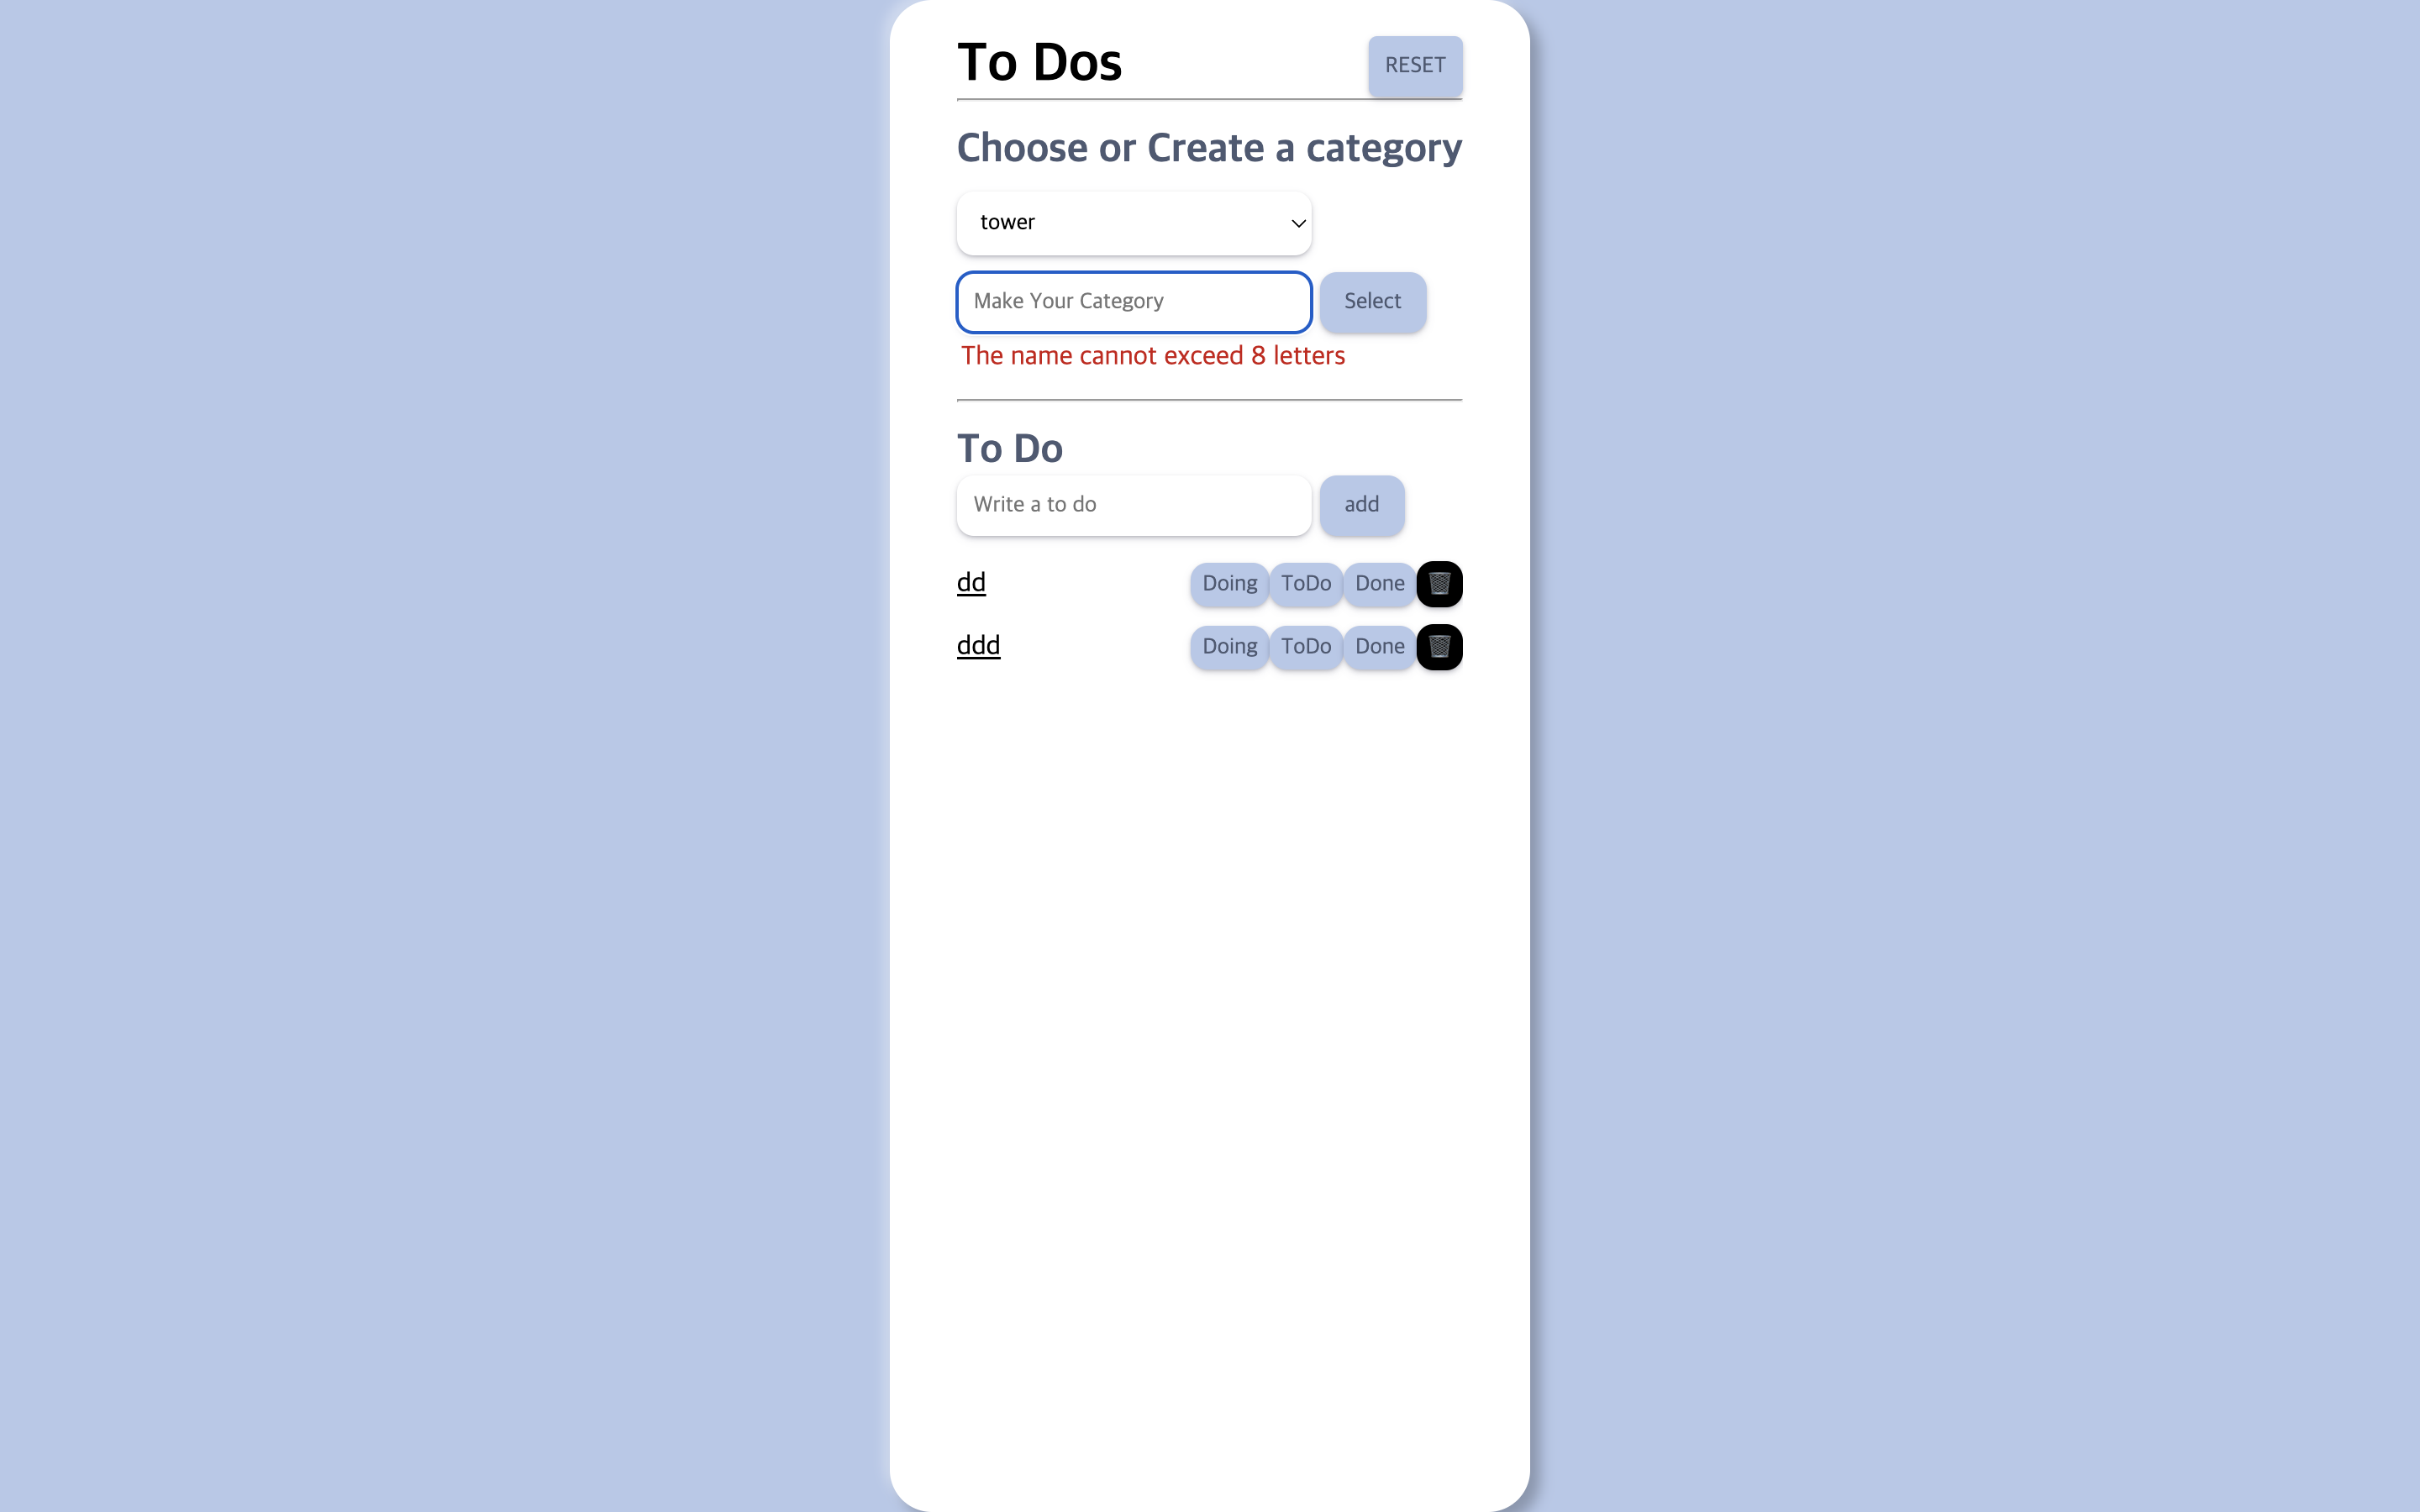 To Dos RESET
Choose or Create a category
tower
Make Your Category Select
The name cannot exceed 8 letters
To Do
Write a to do add
dd Doing ToDo Done
ddd Doing ToDo Done